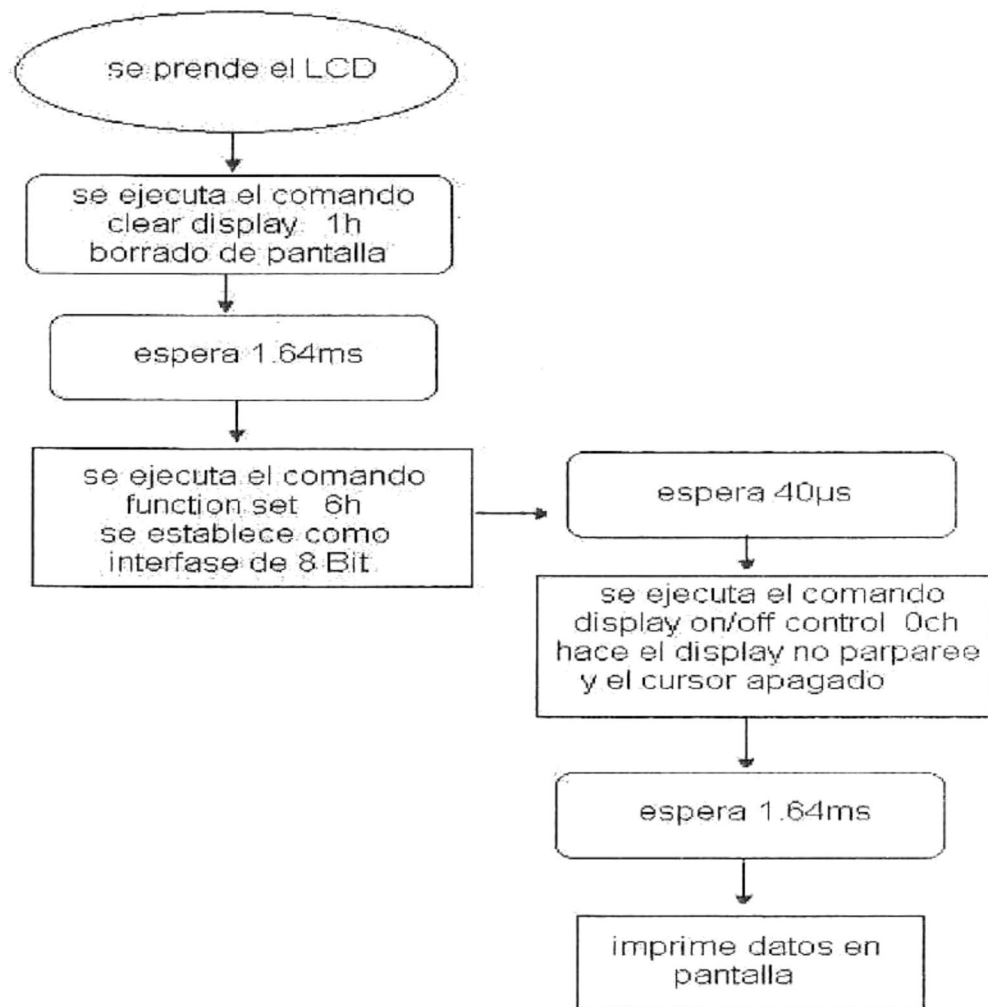 se prende el LCD
se ejecuta el comando
clear display 1h
borrado de pantalla
espera 1.64ms
se ejecuta el comando
function set 6h
se establece como
interfase de 8 Bit.
espera 40µs
se ejecuta el comando
display on/off control 0ch
hace el display no parparee
y el cursor apagado
espera 1.64ms
imprime datos en
pantalla